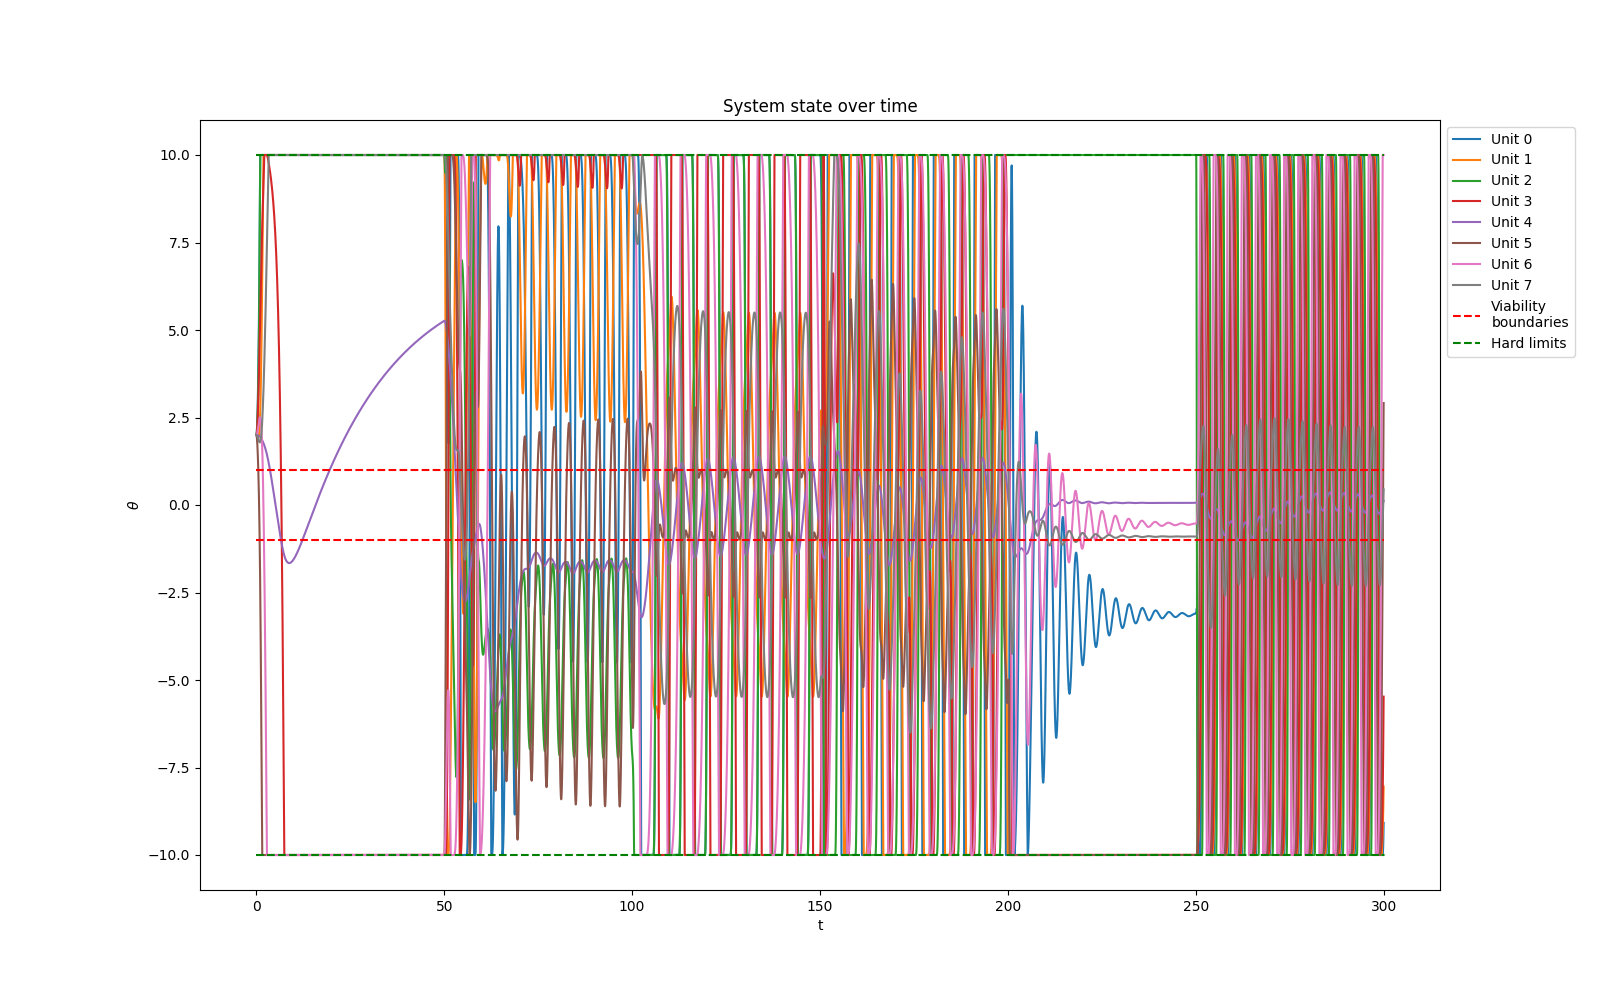 System state over time
10.0
7.5
5.0
2.5
0.0
−2.5
−5.0
−7.5
−10.0
θ
0
50
100
150
200
250
300
t
Unit 0
Unit 1
Unit 2
Unit 3
Unit 4
Unit 5
Unit 6
Unit 7
Viability
boundaries
Hard limits